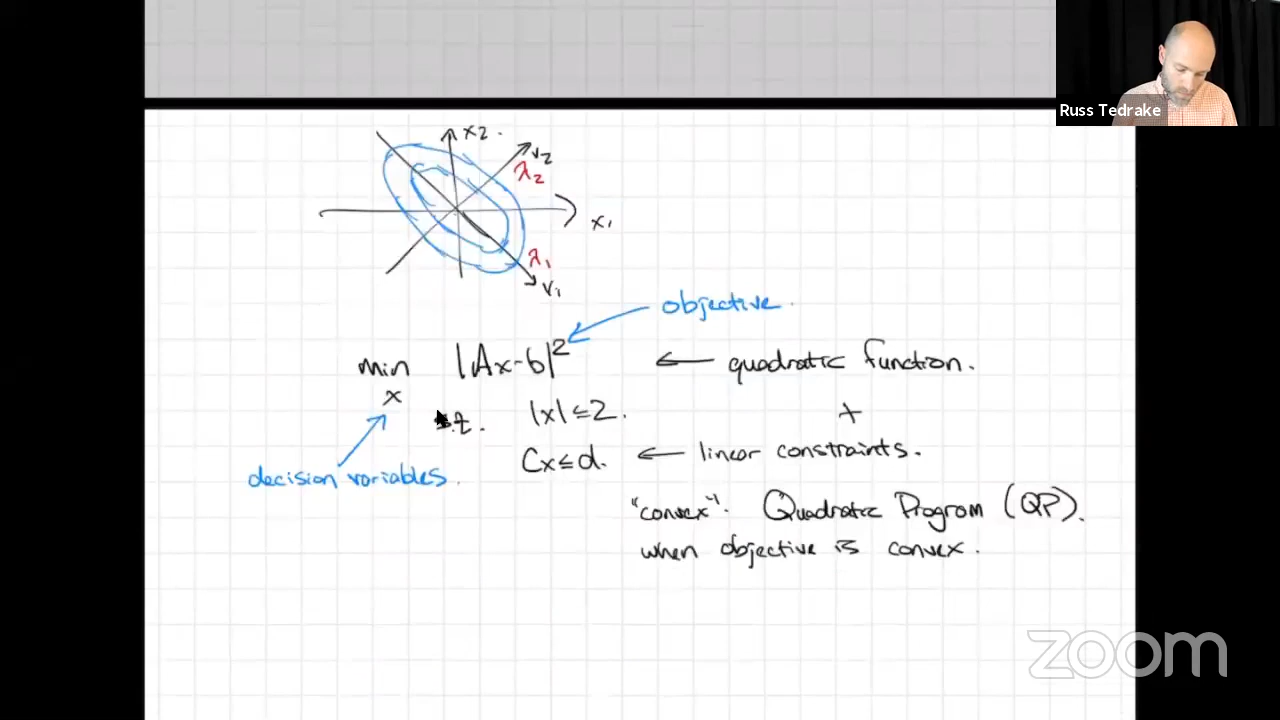 Russ Tedrake
x2.
v2
λ2
x1
λ1
v1
objective.
min |Ax-b|² ← quadratic function.
x
s.t. |x| ≤ 2. +
Cx ≤ d. ← linear constraints.
decision variables.
"convex". Quadratic Program (QP).
when objective is convex.
zoom